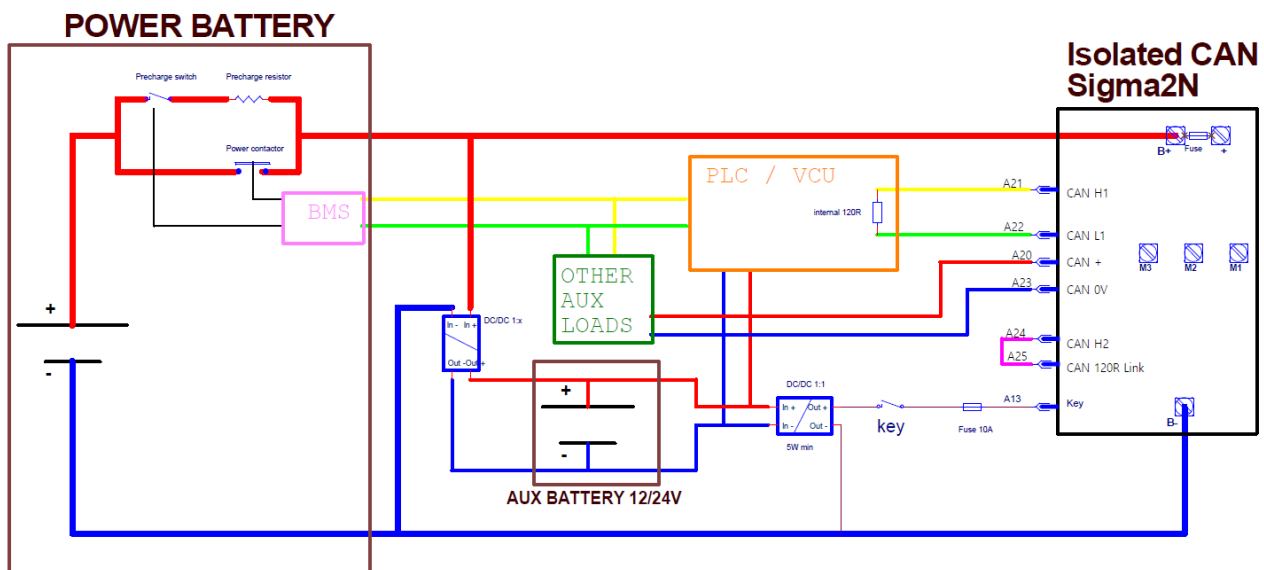 POWER BATTERY
Precharge switch
Precharge resistor
Power contactor
BMS
+
-
PLC / VCU
internal 120R
OTHER
AUX
LOADS
In - In +
DC/DC 1:x
Out -Out +
+
-
AUX BATTERY 12/24V
DC/DC 1:1
In + Out +
In - Out -
5W min
key
Fuse 10A
Isolated CAN
Sigma2N
B+ Fuse +
A21 CAN H1
A22 CAN L1
A20 CAN +
A23 CAN 0V
M3 M2 M1
A24 CAN H2
A25 CAN 120R Link
A13 Key
B-